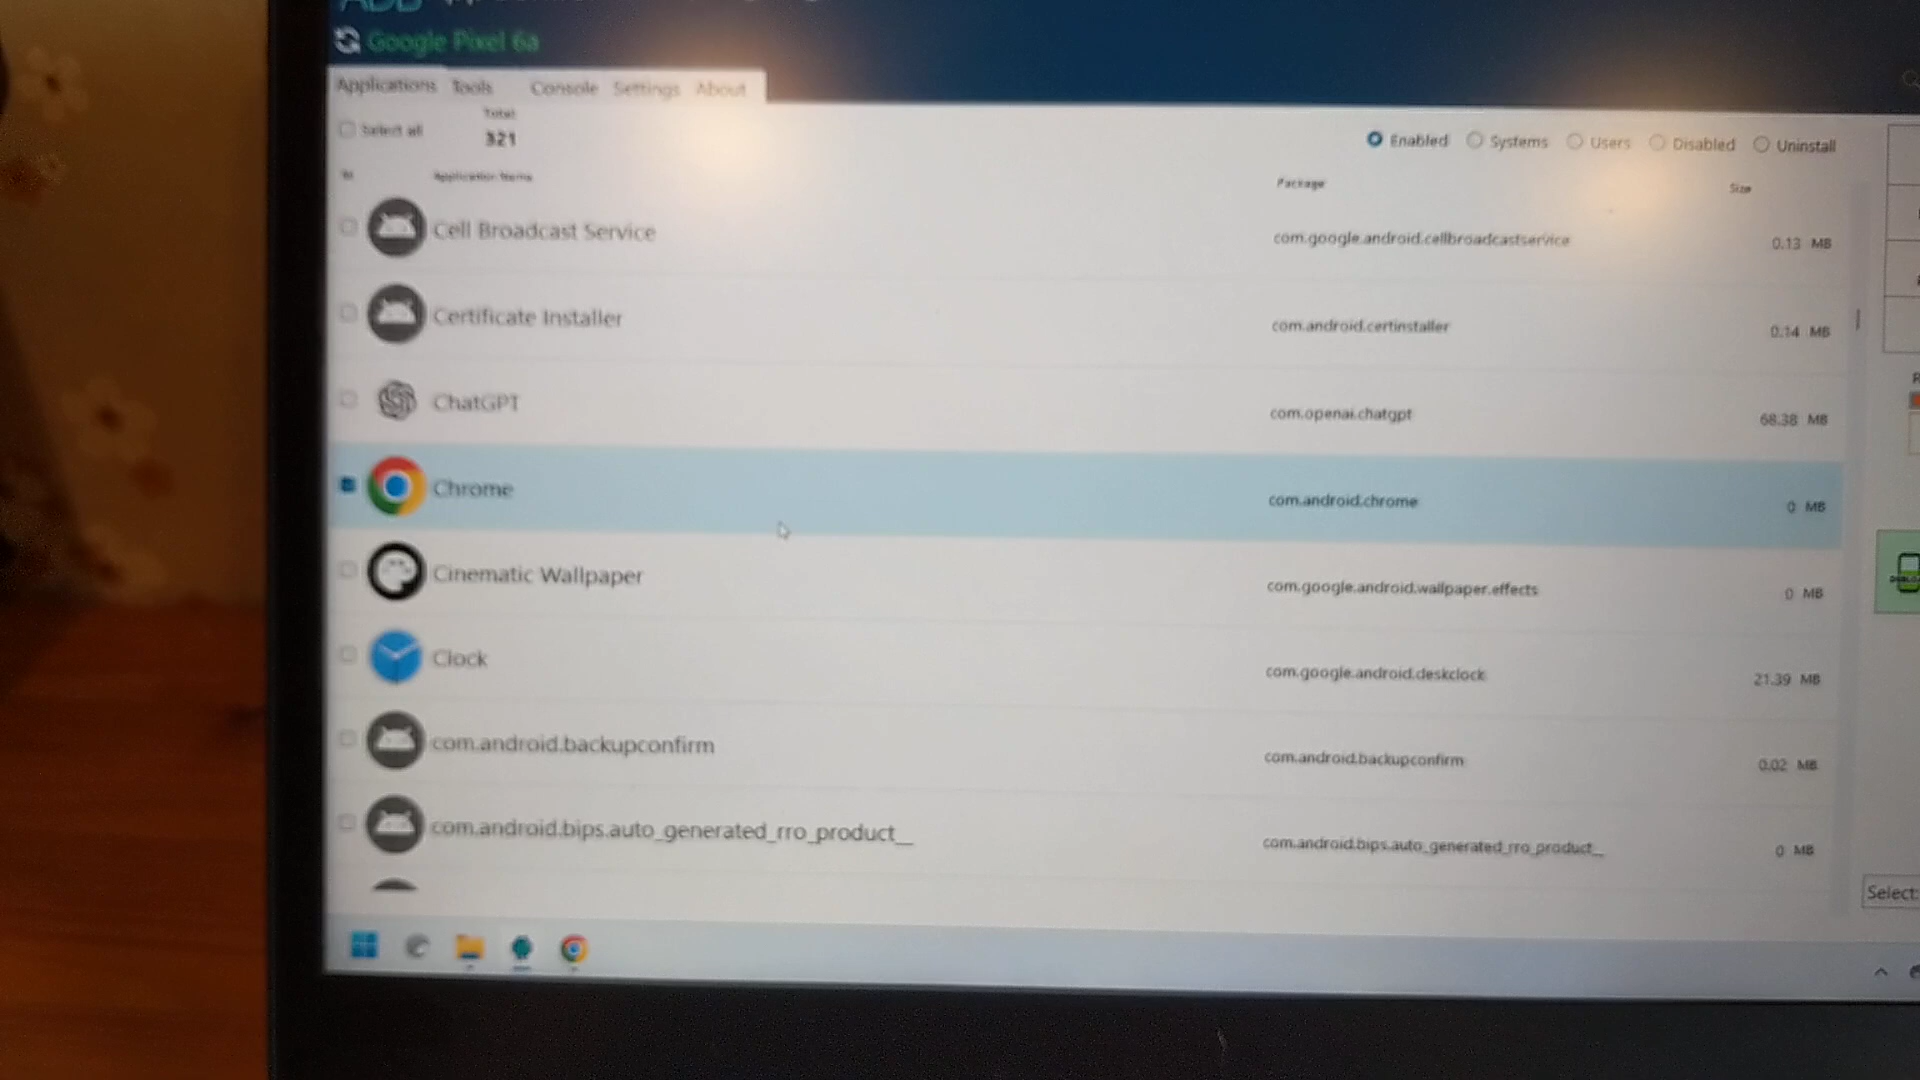 Google Pixel 6a
Applications Tools Console Settings About
Select all
Total
321
Enabled Systems Users Disabled Uninstall
Application Name Package Size
Cell Broadcast Service com.google.android.cellbroadcastservice 0.13 MB
Certificate Installer com.android.certinstaller 0.14 MB
ChatGPT com.openai.chatgpt 68.38 MB
Chrome com.android.chrome 0 MB
Cinematic Wallpaper com.google.android.wallpaper.effects 0 MB
Clock com.google.android.deskclock 21.39 MB
com.android.backupconfirm com.android.backupconfirm 0.02 MB
com.android.bips.auto_generated_rro_product__ com.android.bips.auto_generated_rro_product__ 0 MB
Select: